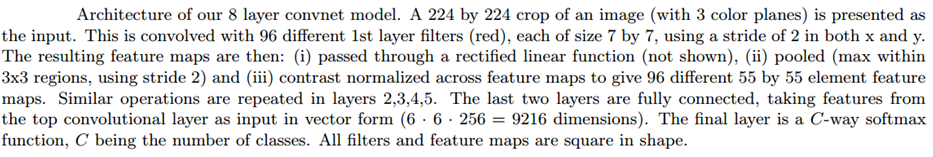 Architecture of our 8 layer convnet model. A 224 by 224 crop of an image (with 3 color planes) is presented as
the input. This is convolved with 96 different 1st layer filters (red), each of size 7 by 7, using a stride of 2 in both x and y.
The resulting feature maps are then: (i) passed through a rectified linear function (not shown), (ii) pooled (max within
3x3 regions, using stride 2) and (iii) contrast normalized across feature maps to give 96 different 55 by 55 element feature
maps. Similar operations are repeated in layers 2,3,4,5. The last two layers are fully connected, taking features from
the top convolutional layer as input in vector form (6 · 6 · 256 = 9216 dimensions). The final layer is a C-way softmax
function, C being the number of classes. All filters and feature maps are square in shape.